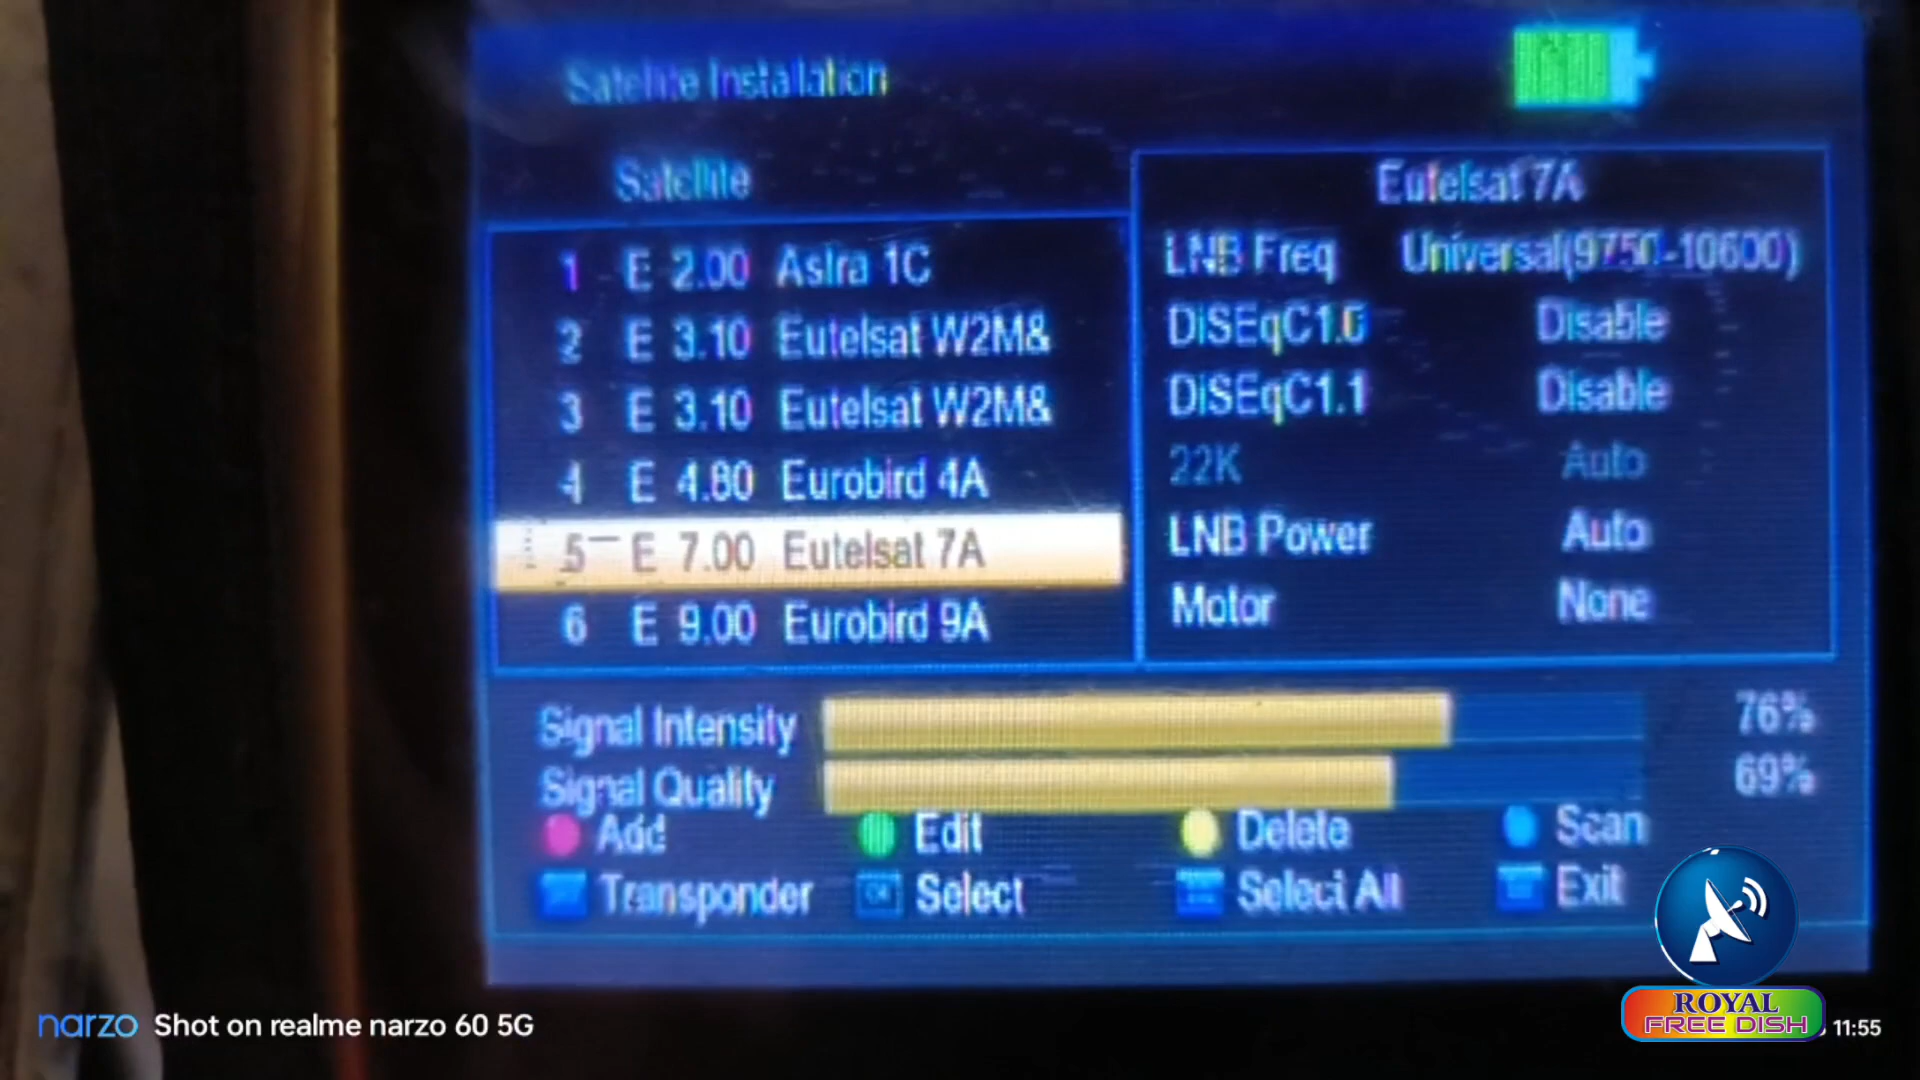 Satellite Installation
Satellite
1 E 2.00 Astra 1C
2 E 3.10 Eutelsat W2M&
3 E 3.10 Eutelsat W2M&
4 E 4.80 Eurobird 4A
5 E 7.00 Eutelsat 7A
6 E 9.00 Eurobird 9A
Eutelsat 7A
LNB Freq Universal(9750-10600)
DiSEqC1.0 Disable
DiSEqC1.1 Disable
22K Auto
LNB Power Auto
Motor None
Signal Intensity 76%
Signal Quality 69%
Add Edit Delete Scan
Transponder OK Select Select All Exit
narzo Shot on realme narzo 60 5G
ROYAL
FREE DISH
11:55